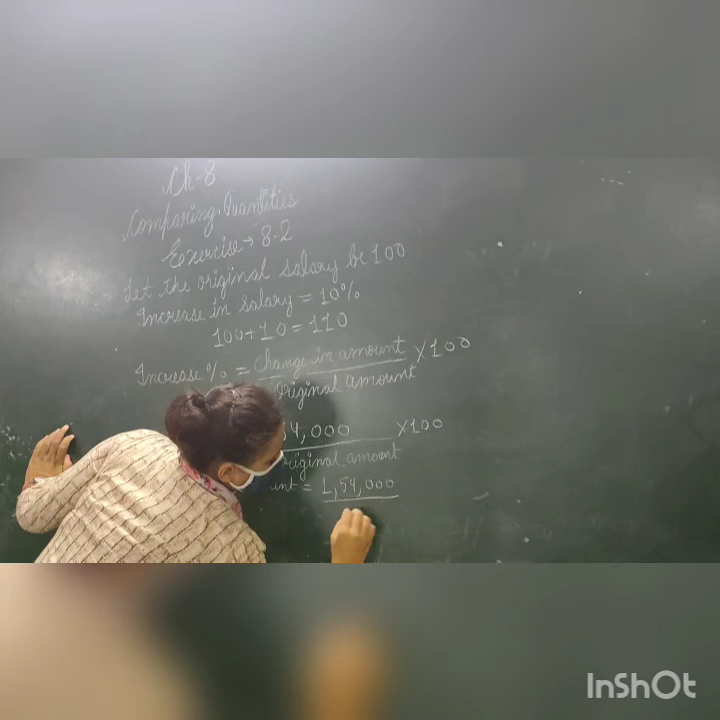 Ch-8
Comparing Quantities
Exercise → 8.2
Let the original salary be 100
Increase in salary = 10%
100+10=110
Increase % = Change in amount ×100
Original amount
54,000 ×100
riginal amount
unt = 1,54,000
InShOt